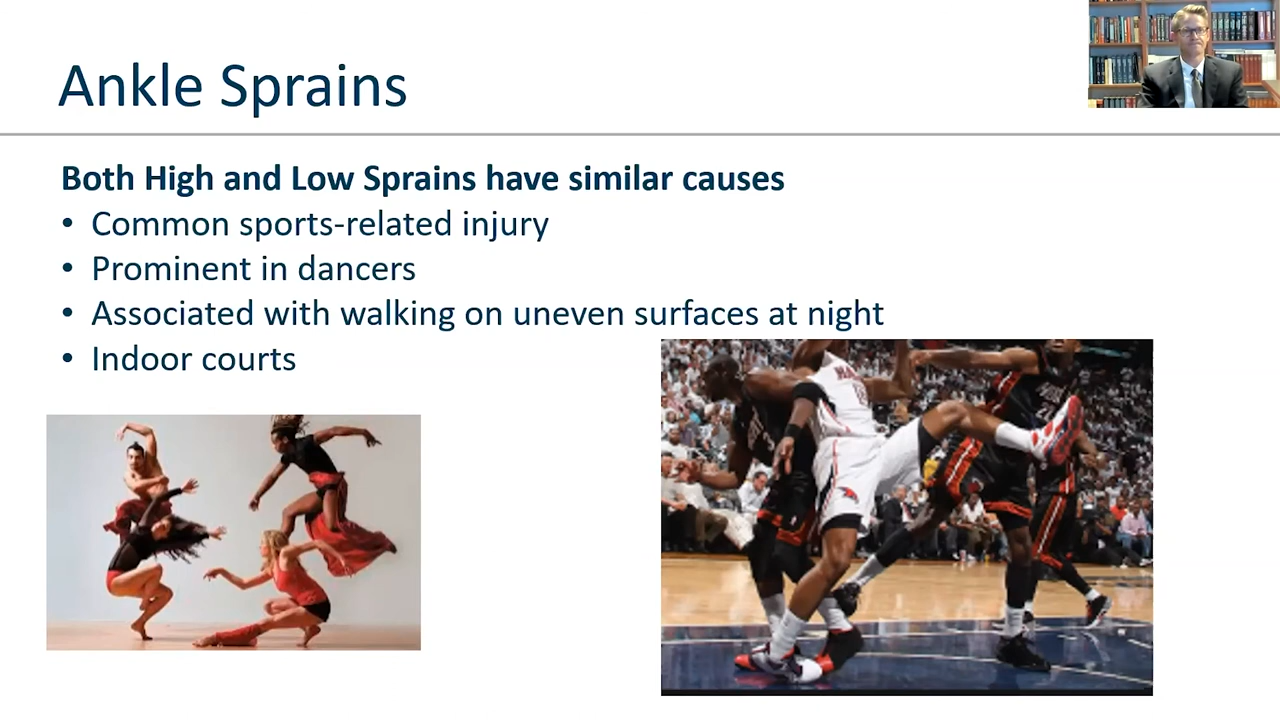 Ankle Sprains
Both High and Low Sprains have similar causes
• Common sports-related injury
• Prominent in dancers
• Associated with walking on uneven surfaces at night
• Indoor courts